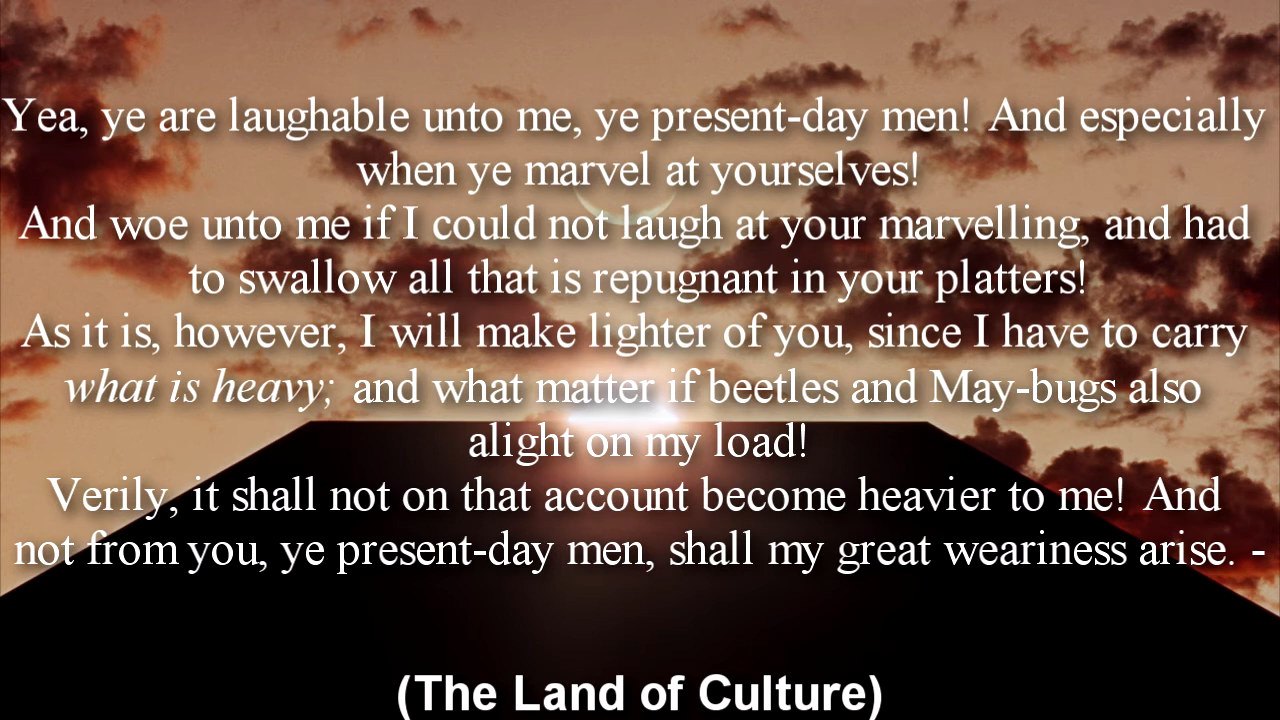 Yea, ye are laughable unto me, ye present-day men! And especially
when ye marvel at yourselves!
And woe unto me if I could not laugh at your marvelling, and had
to swallow all that is repugnant in your platters!
As it is, however, I will make lighter of you, since I have to carry
what is heavy; and what matter if beetles and May-bugs also
alight on my load!
Verily, it shall not on that account become heavier to me! And
not from you, ye present-day men, shall my great weariness arise. -
(The Land of Culture)